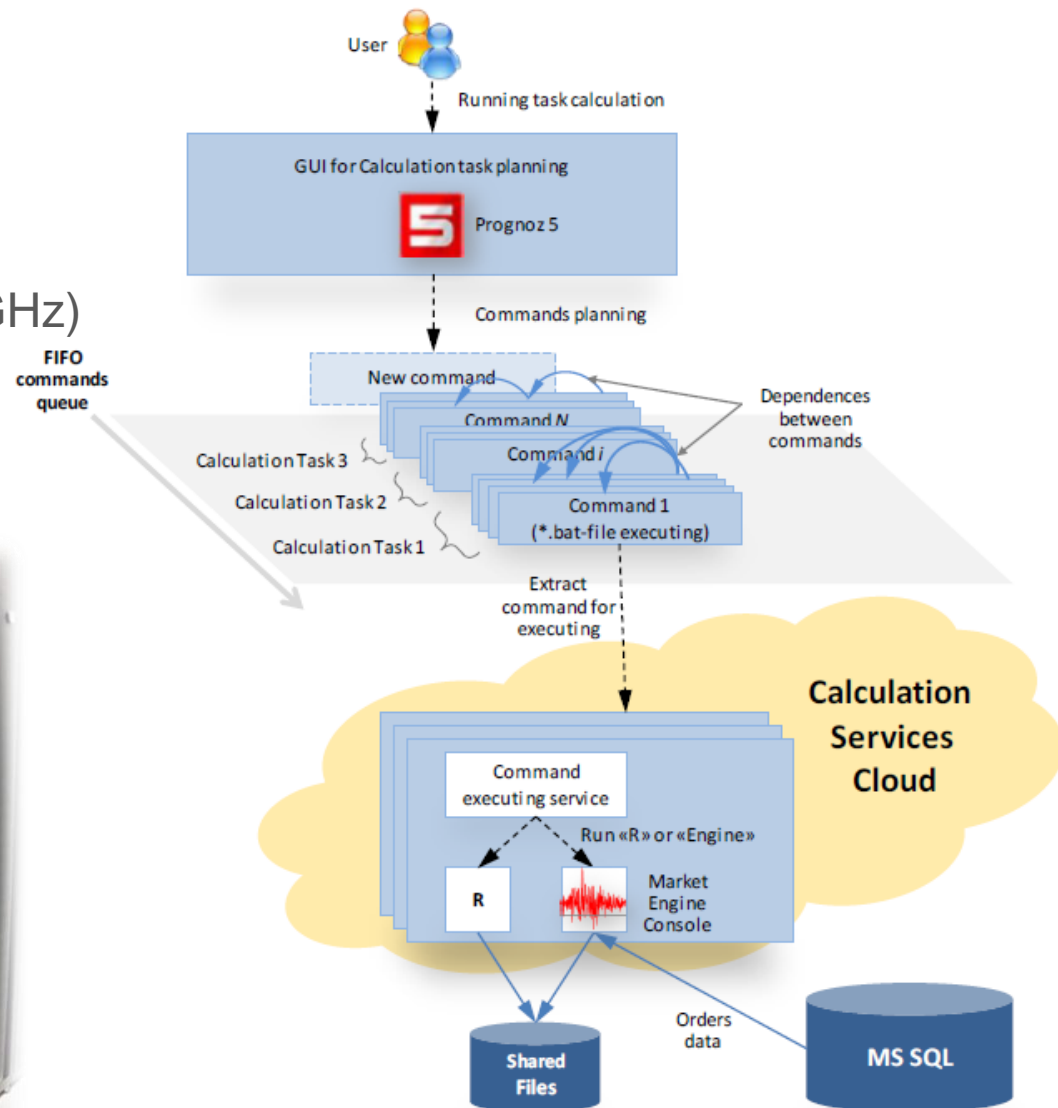 User
Running task calculation
GUI for Calculation task planning
5
Prognoz 5
GHz)
Commands planning
FIFO
commands
queue
New command
Dependences
between
commands
Command N
Calculation Task 3
Command i
Calculation Task 2
Command 1
(*.bat-file executing)
Calculation Task 1
Extract
command for
executing
Calculation
Services
Cloud
Command
executing service
Run «R» or «Engine»
R
Market
Engine
Console
Orders
data
Shared
Files
MS SQL